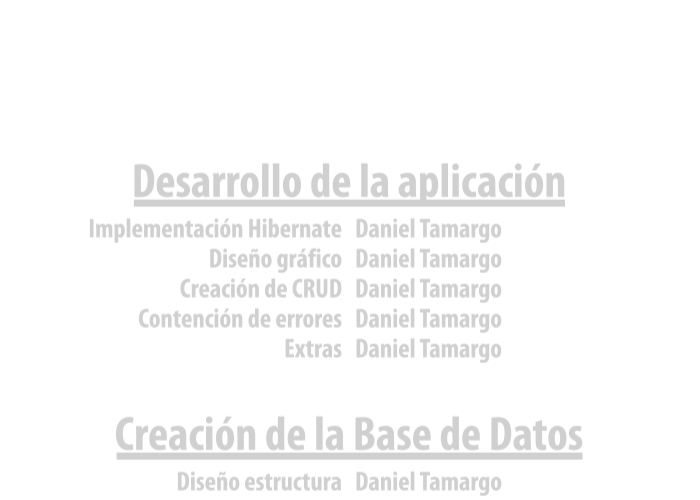 Desarrollo de la aplicación
Implementación Hibernate Daniel Tamargo
Diseño gráfico Daniel Tamargo
Creación de CRUD Daniel Tamargo
Contención de errores Daniel Tamargo
Extras Daniel Tamargo
Creación de la Base de Datos
Diseño estructura Daniel Tamargo